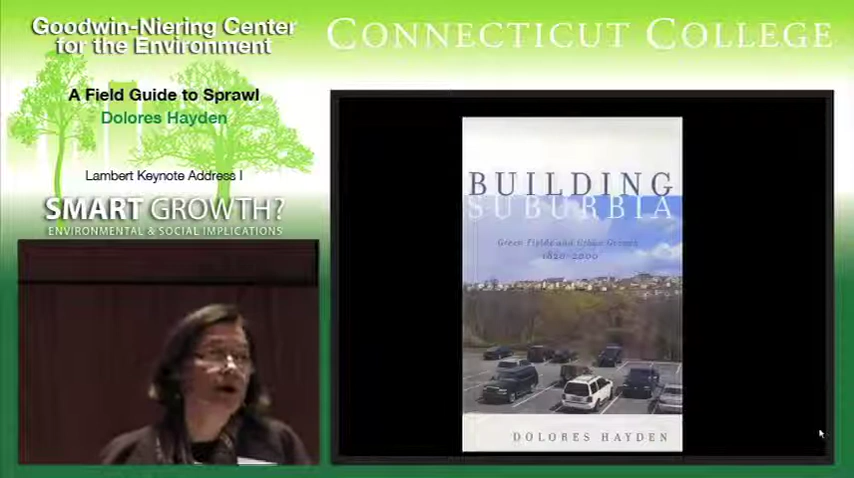 Goodwin-Niering Center
for the Environment
CONNECTICUT COLLEGE
A Field Guide to Sprawl
Dolores Hayden
Lambert Keynote Address I
SMART GROWTH?
ENVIRONMENTAL & SOCIAL IMPLICATIONS
BUILDING
SUBURBIA
Green Fields and Urban Growth
1820–2000
DOLORES HAYDEN